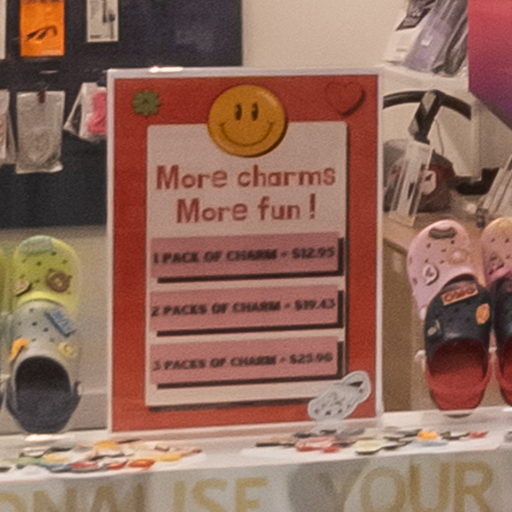 More charms
More fun !
1 PACK OF CHARM - $12.95
2 PACKS OF CHARM - $19.43
3 PACKS OF CHARM - $25.90
YOUR